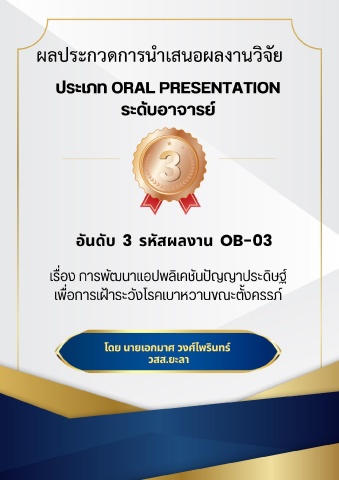 ผลประกวดการนำเสนอผลงานวิจัย
ประเภท ORAL PRESENTATION
ระดับอาจารย์
3
อันดับ 3 รหัสผลงาน OB-03
เรื่อง การพัฒนาแอปพลิเคชันปัญญาประดิษฐ์
เพื่อการเฝ้าระวังโรคเบาหวานขณะตั้งครรภ์
โดย นายเอกมาศ วงศ์ไพรินทร์
วสส.ยะลา